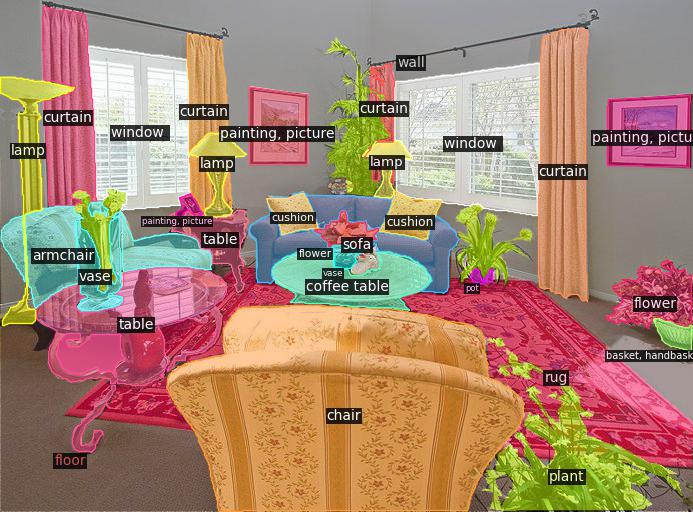 wall
curtain
curtain
curtain
painting, picture
painting, pictu
window
window
lamp
lamp
lamp
curtain
armchair
vase
painting, picture
table
cushion
cushion
flower
sofa
vase
coffee table
pot
flower
table
basket, handbask
rug
chair
floor
plant